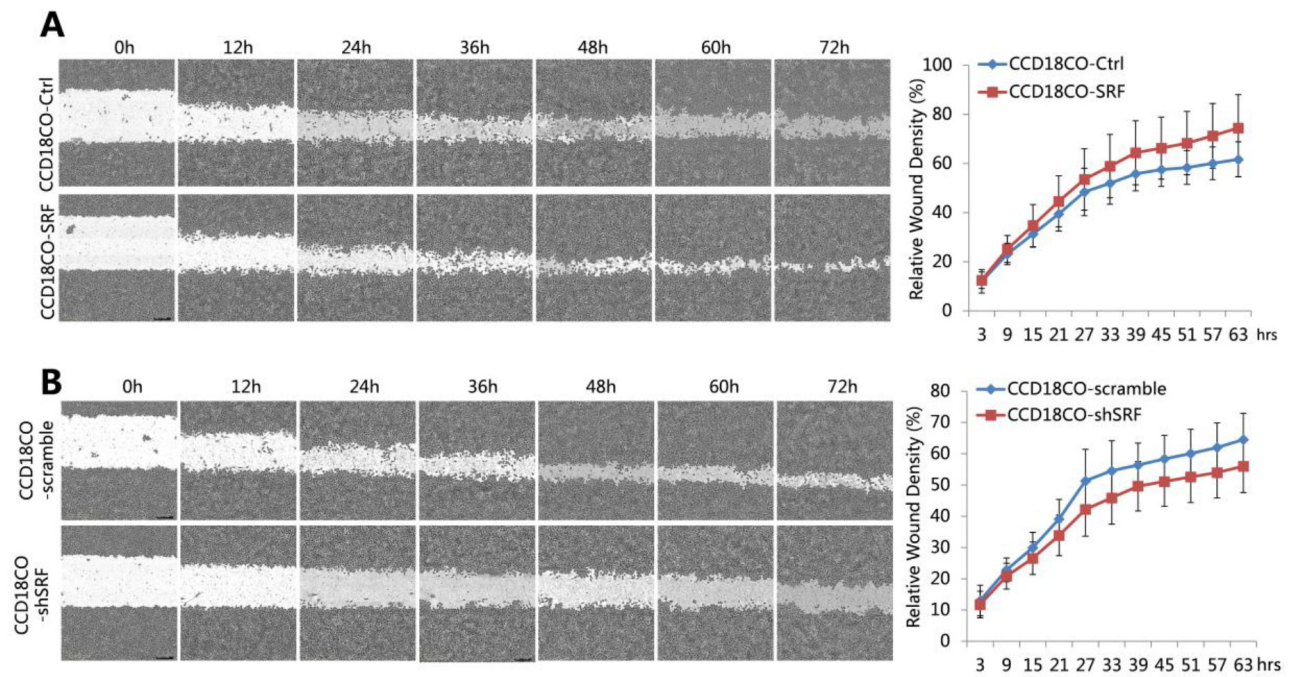 A
0h 12h 24h 36h 48h 60h 72h
CCD18CO-Ctrl
CCD18CO-SRF
CCD18CO-Ctrl
CCD18CO-SRF
Relative Wound Density (%)
100
80
60
40
20
0
3 9 15 21 27 33 39 45 51 57 63 hrs
B
0h 12h 24h 36h 48h 60h 72h
CCD18CO
-scramble
CCD18CO
-shSRF
CCD18CO-scramble
CCD18CO-shSRF
Relative Wound Density (%)
80
70
60
50
40
30
20
10
0
3 9 15 21 27 33 39 45 51 57 63 hrs